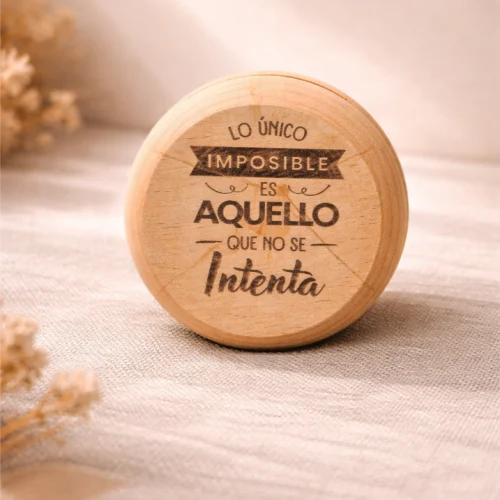 LO ÚNICO
IMPOSIBLE
ES
AQUELLO
QUE NO SE
Intenta